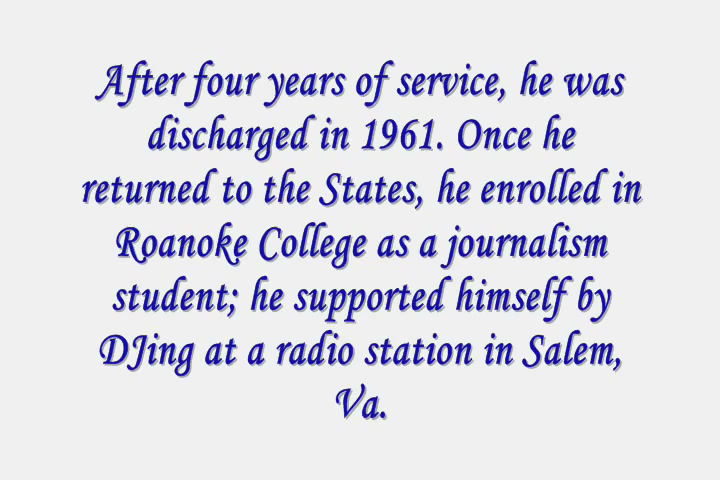 After four years of service, he was
discharged in 1961. Once he
returned to the States, he enrolled in
Roanoke College as a journalism
student; he supported himself by
DJing at a radio station in Salem,
Va.